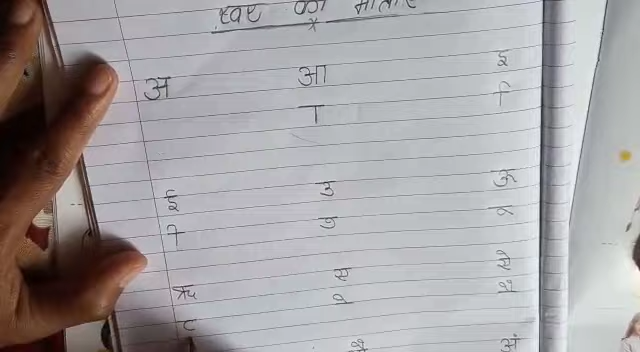 स्वर की मात्राएं
अ आ इ
ा ि
ई उ ऊ
ी ु ू
ऋ ए ऐ
ृ े ै
अं